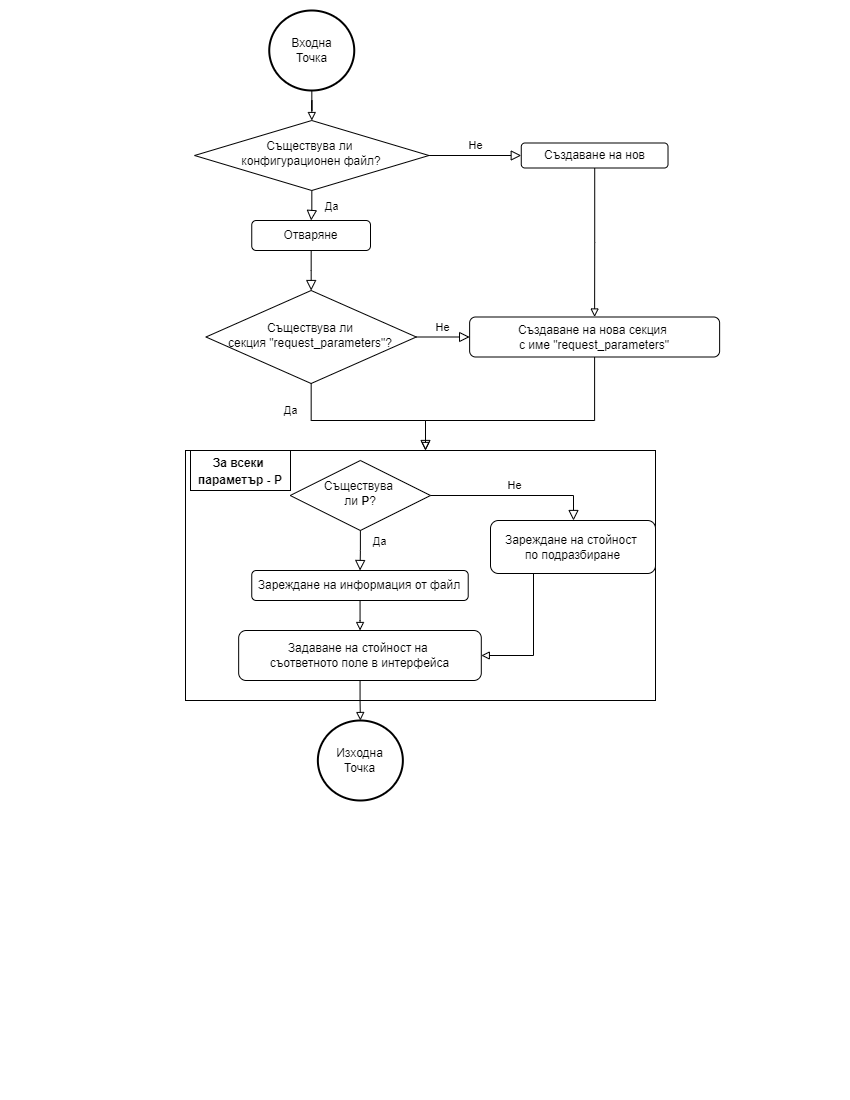 Входна
Точка
Съществува ли
конфигурационен файл?
Не
Създаване на нов
Да
Отваряне
Съществува ли
секция "request_parameters"?
Не
Създаване на нова секция
с име "request_parameters"
Да
За всеки
параметър - P
Съществува
ли P?
Не
Зареждане на стойност
по подразбиране
Да
Зареждане на информация от файл
Задаване на стойност на
съответното поле в интерфейса
Изходна
Точка